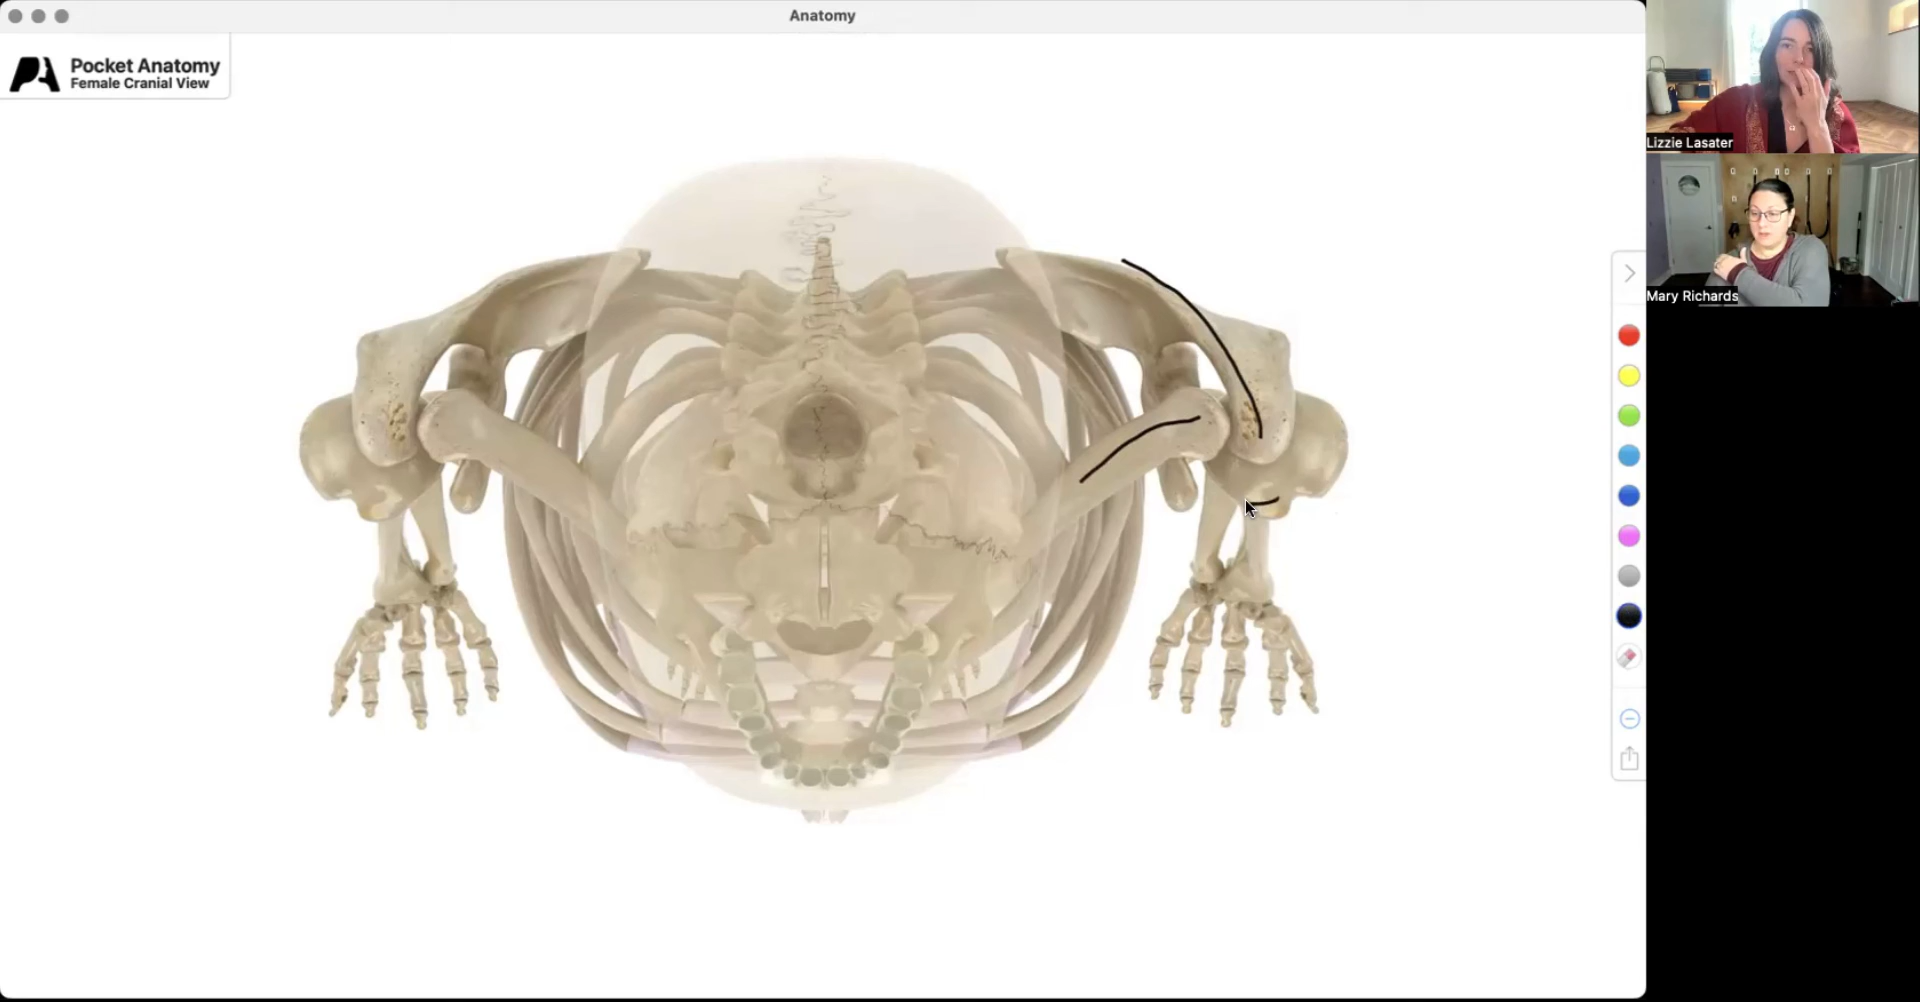 Anatomy
Pocket Anatomy
Female Cranial View
Lizzie Lasater
Mary Richards